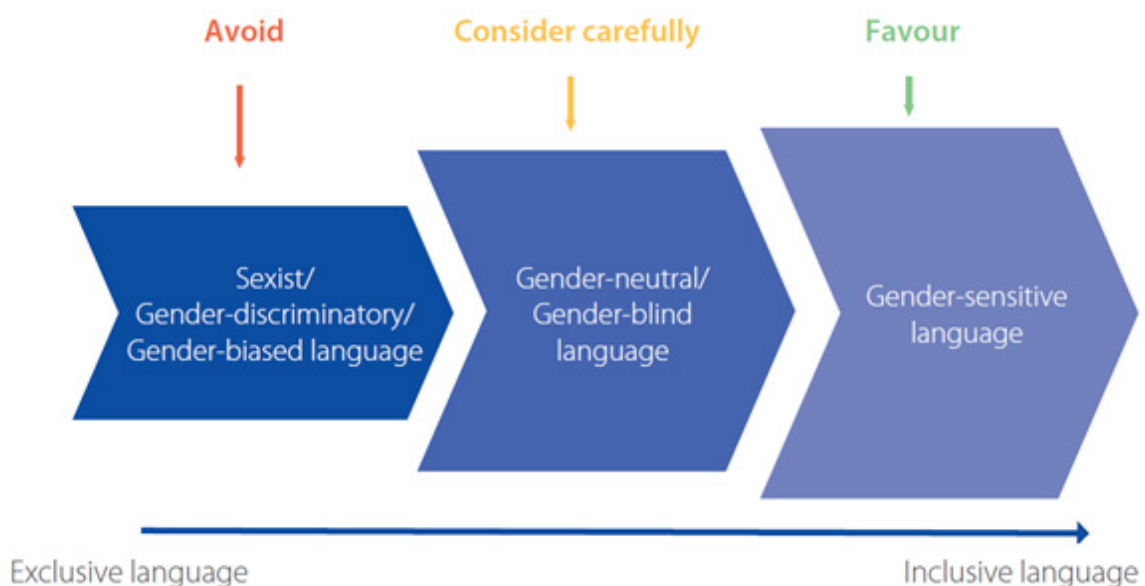 Avoid
Consider carefully
Favour
Sexist/
Gender-discriminatory/
Gender-biased language
Gender-neutral/
Gender-blind
language
Gender-sensitive
language
Exclusive language
Inclusive language